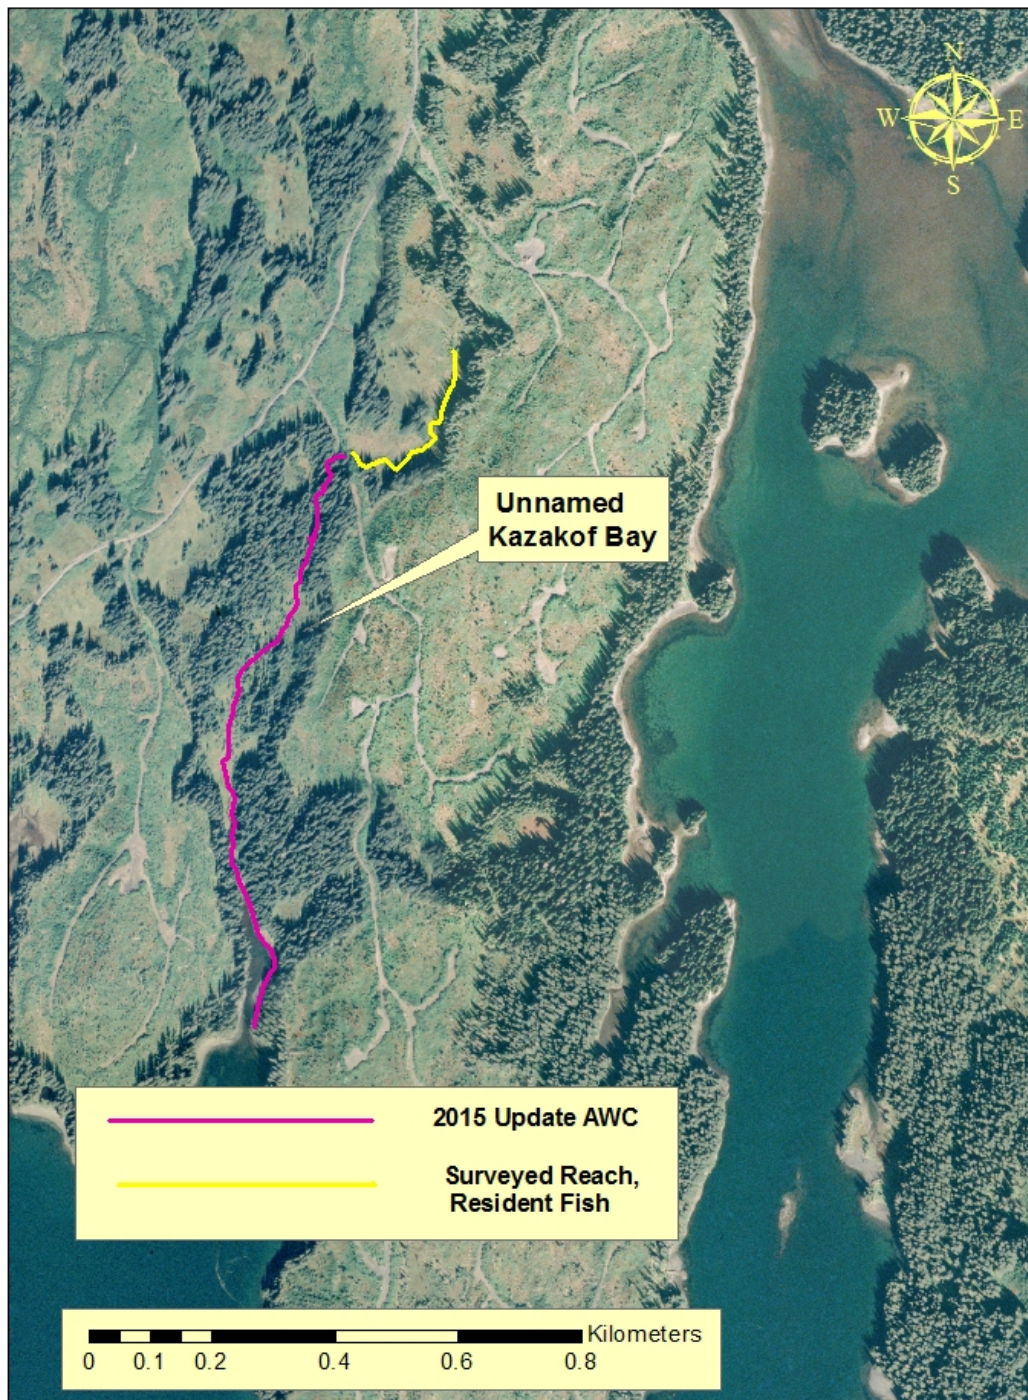 N
W E
S
Unnamed
Kazakof Bay
2015 Update AWC
Surveyed Reach,
Resident Fish
Kilometers
0 0.1 0.2 0.4 0.6 0.8